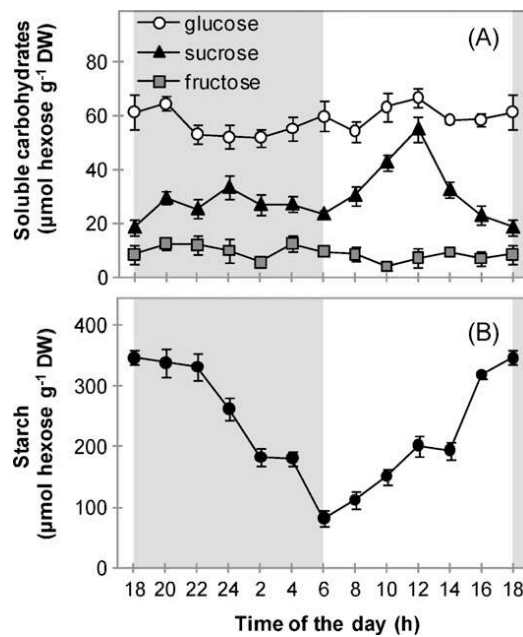 glucose
sucrose
fructose
(A)
Soluble carbohydrates
(µmol hexose g⁻¹ DW)
80
60
40
20
0
(B)
Starch
(µmol hexose g⁻¹ DW)
400
300
200
100
0
18 20 22 24 2 4 6 8 10 12 14 16 18
Time of the day (h)